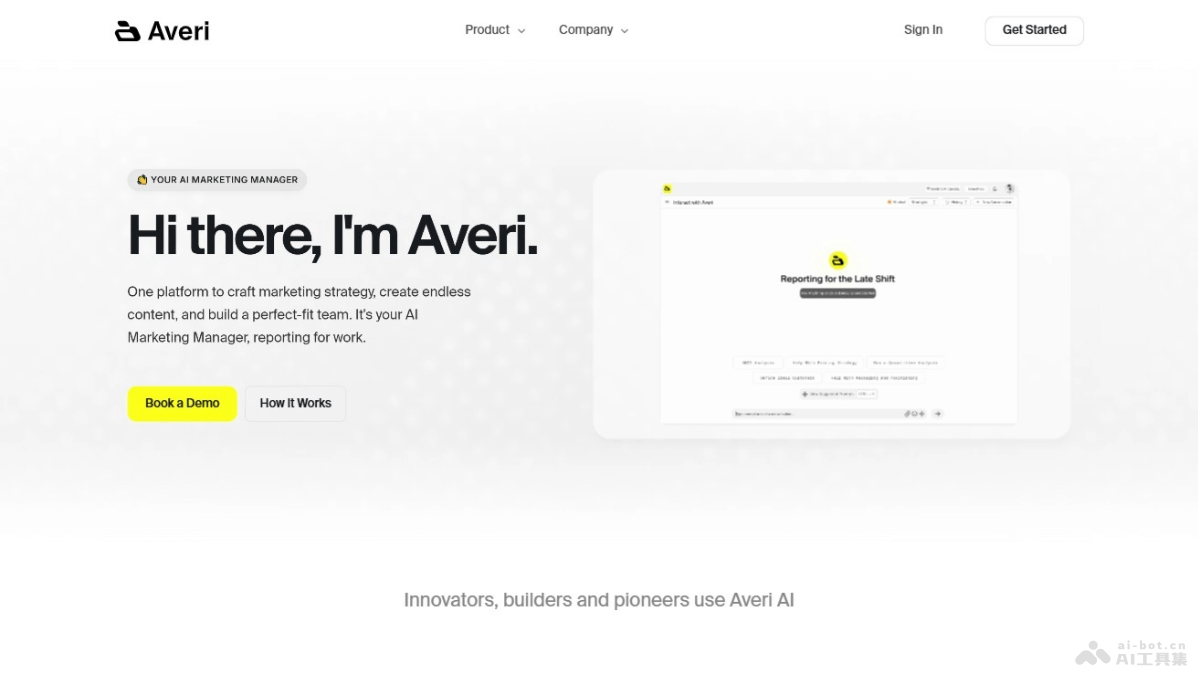 Averi
Product
Company
Sign In
Get Started
YOUR AI MARKETING MANAGER
Hi there, I'm Averi.
One platform to craft marketing strategy, create endless
content, and build a perfect-fit team. It's your AI
Marketing Manager, reporting for work.
Book a Demo
How It Works
Interact with Averi
Reporting for the Late Shift
Innovators, builders and pioneers use Averi AI
ai-bot.cn
AI工具集